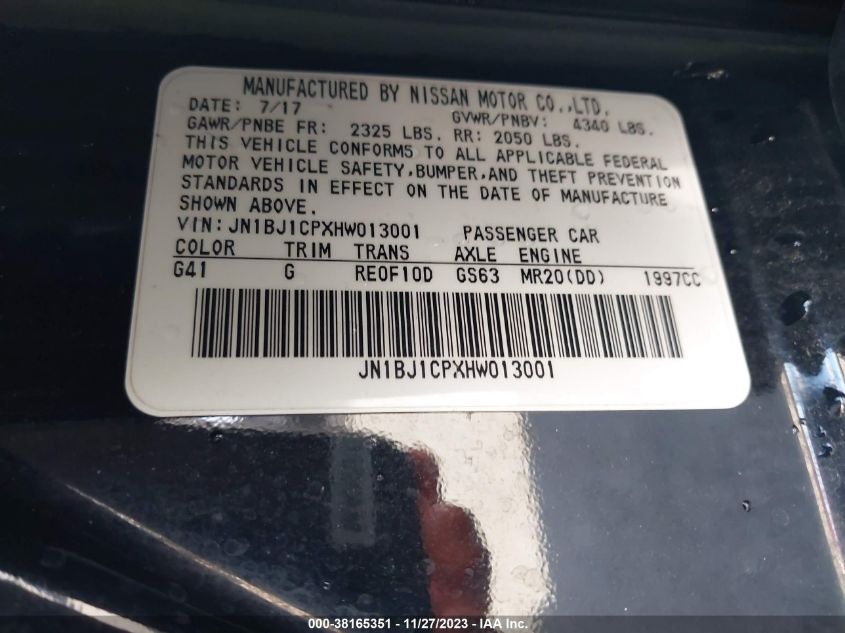 MANUFACTURED BY NISSAN MOTOR CO.,LTD.
DATE: 7/17 GVWR/PNBV: 4340 LBS.
GAWR/PNBE FR: 2325 LBS. RR: 2050 LBS.
THIS VEHICLE CONFORMS TO ALL APPLICABLE FEDERAL
MOTOR VEHICLE SAFETY,BUMPER,AND THEFT PREVENTION
STANDARDS IN EFFECT ON THE DATE OF MANUFACTURE
SHOWN ABOVE.
VIN: JN1BJ1CPXHW013001 PASSENGER CAR
COLOR TRIM TRANS AXLE ENGINE
G41 G RE0F10D GS63 MR20(DD) 1997CC
JN1BJ1CPXHW013001
000-38165351 | 11/27/2023 | IAA Inc.